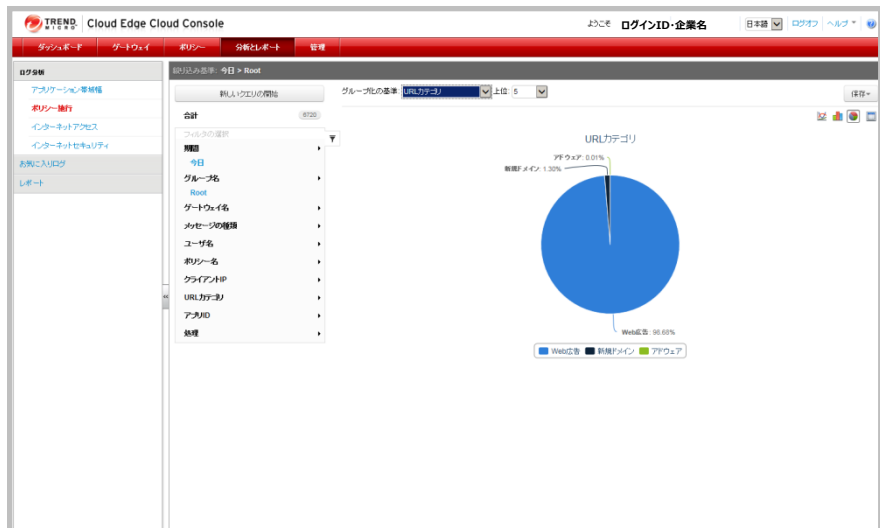 TREND MICRO Cloud Edge Cloud Console
ようこそ ログインID・企業名 日本語 ログオフ ヘルプ
ダッシュボード ゲートウェイ ポリシー 分析とレポート 管理
ログ分析
アプリケーション帯域幅
ポリシー施行
インターネットアクセス
インターネットセキュリティ
お気に入りログ
レポート
絞り込み基準: 今日 > Root
新しいクエリの開始
合計 6720
フィルタの選択
期間
今日
グループ名
Root
ゲートウェイ名
メッセージの種類
ユーザ名
ポリシー名
クライアントIP
URLカテゴリ
アプリID
処理
グループ化の基準: URLカテゴリ 上位: 5
保存
URLカテゴリ
アドウェア: 0.01%
新規ドメイン: 1.30%
Web広告: 98.68%
Web広告 新規ドメイン アドウェア